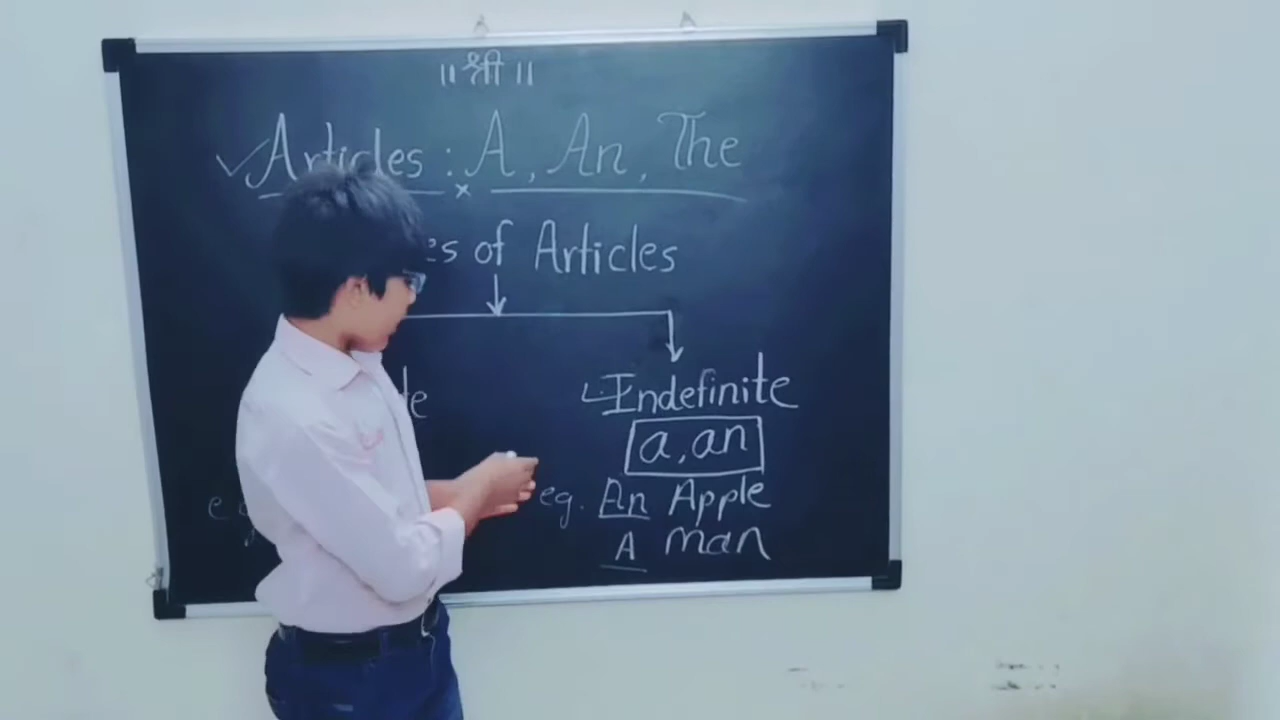 ॥ श्री ॥
Articles : A, An, The
of Articles
Indefinite
a, an
eg. An Apple
A man